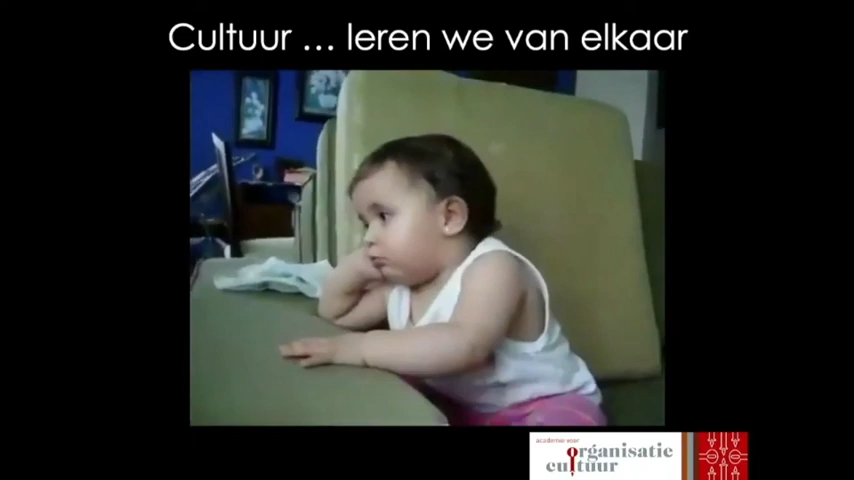 Cultuur ... leren we van elkaar
academie voor
organisatie
cultuur